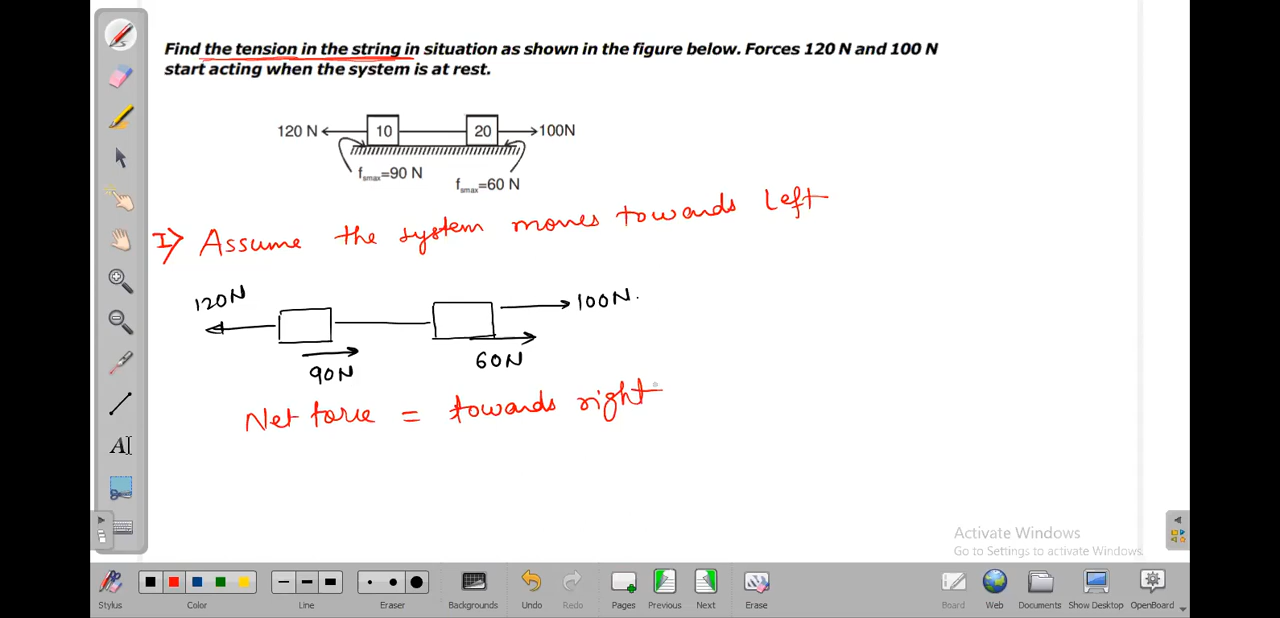 Find the tension in the string in situation as shown in the figure below. Forces 120 N and 100 N
start acting when the system is at rest.
120 N 10 20 100N
fsmax=90 N
fsmax=60 N
I) Assume the system moves towards left
120N 100N.
90N 60N
Net force = towards right
Activate Windows
Go to Settings to activate Windows.
Stylus Color Line Eraser Backgrounds Undo Redo Pages Previous Next Erase Board Web Documents Show Desktop OpenBoard
A